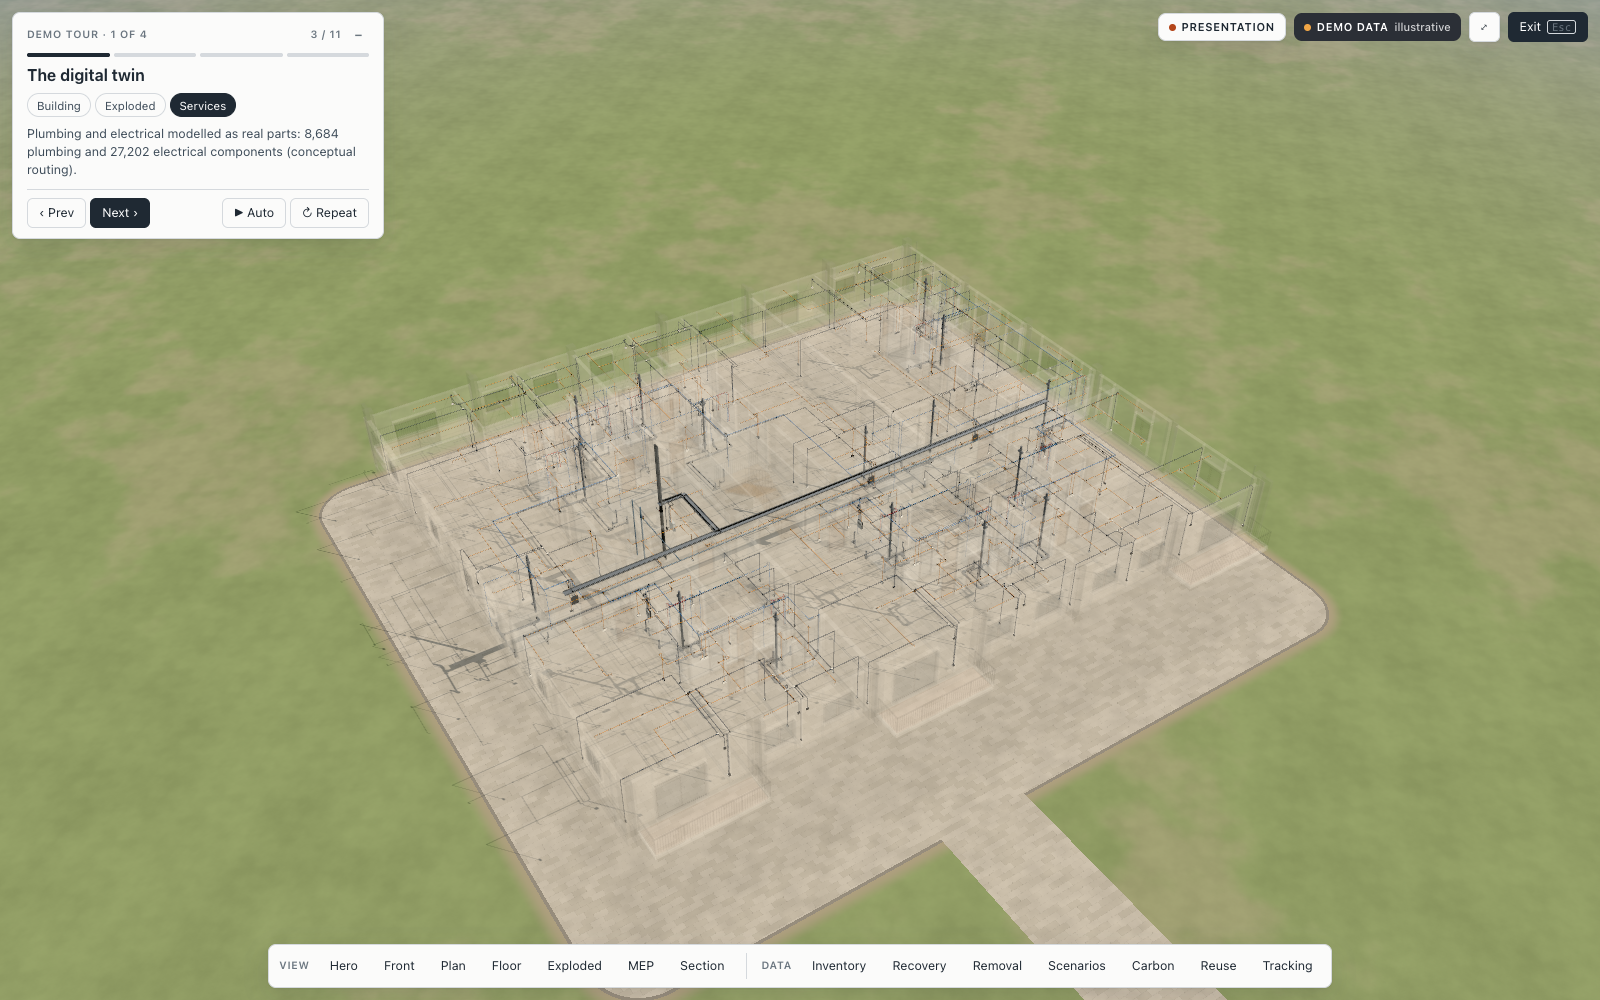 DEMO TOUR · 1 OF 4
3 / 11 –
The digital twin
Building Exploded Services
Plumbing and electrical modelled as real parts: 8,684
plumbing and 27,202 electrical components (conceptual
routing).
‹ Prev Next › ▶ Auto ↻ Repeat
PRESENTATION
DEMO DATA illustrative
Exit Esc
VIEW Hero Front Plan Floor Exploded MEP Section DATA Inventory Recovery Removal Scenarios Carbon Reuse Tracking